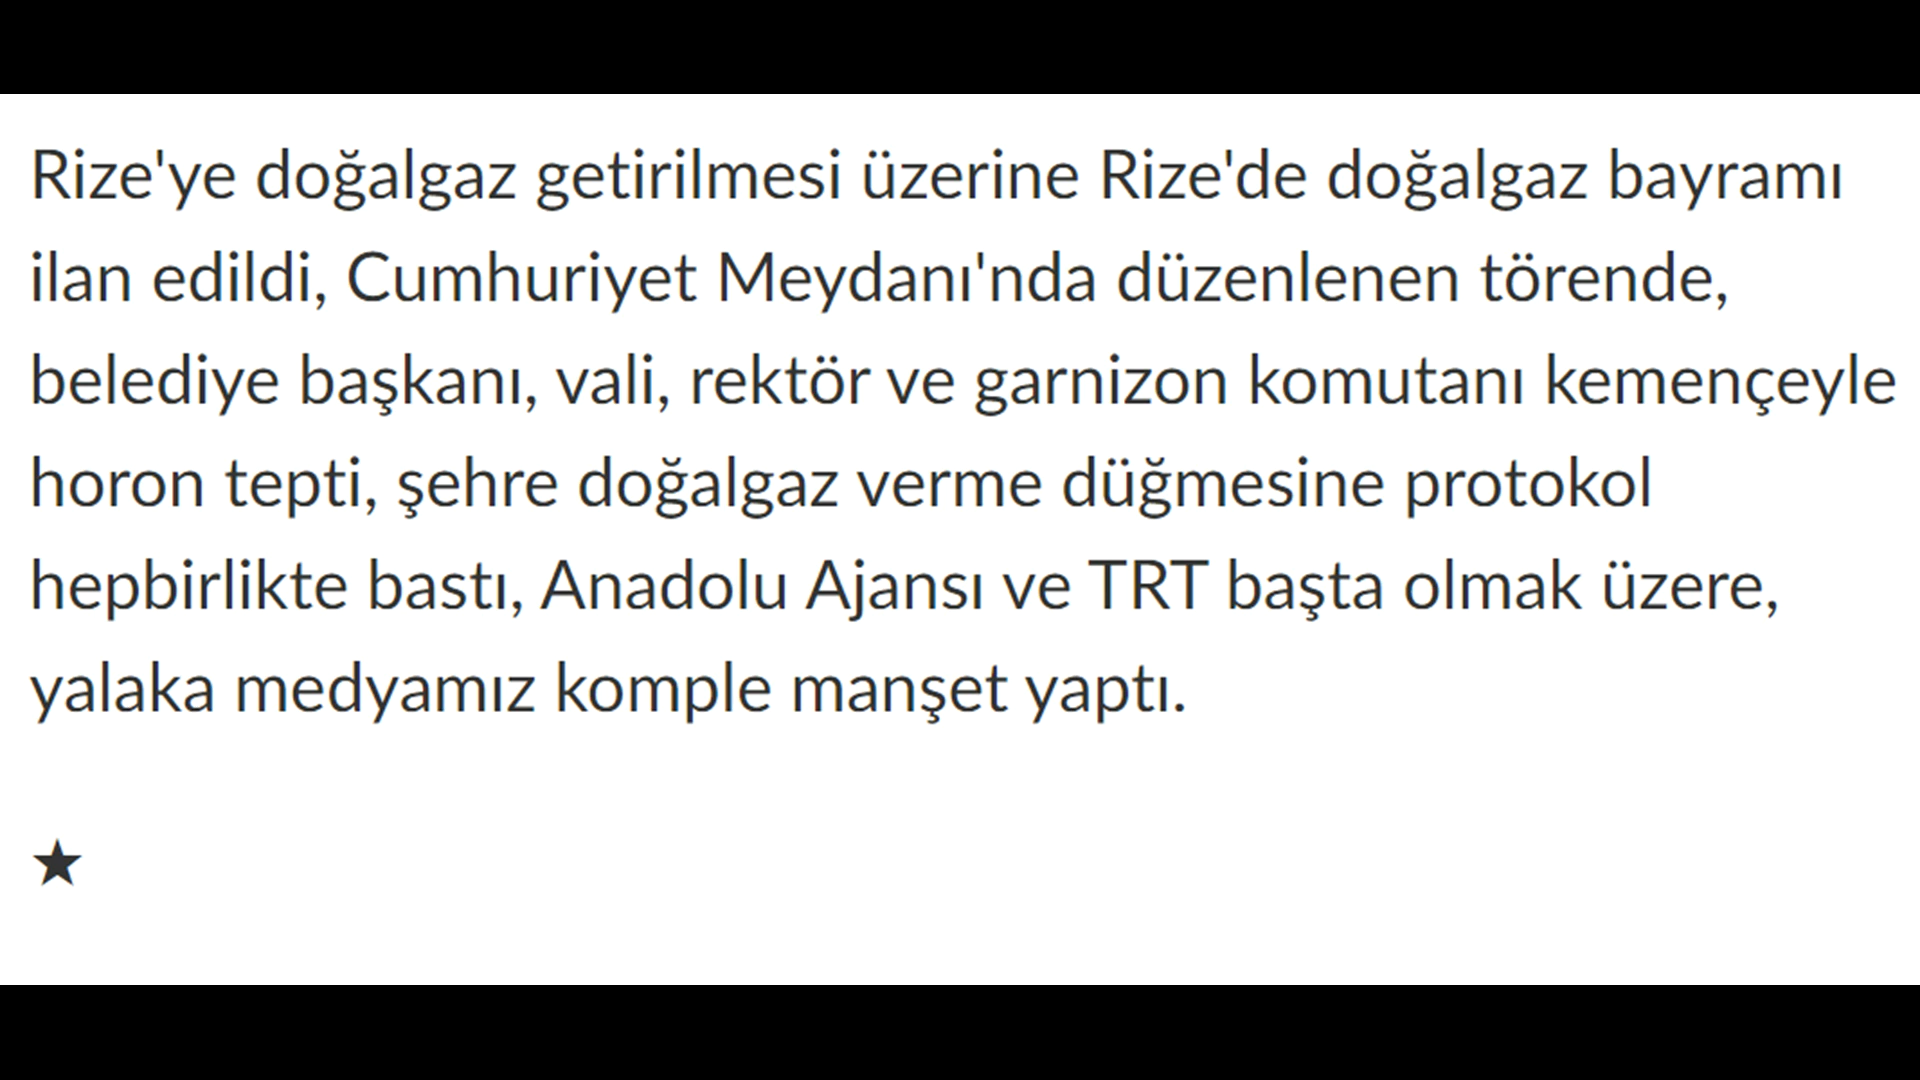 Rize'ye doğalgaz getirilmesi üzerine Rize'de doğalgaz bayramı
ilan edildi, Cumhuriyet Meydanı'nda düzenlenen törende,
belediye başkanı, vali, rektör ve garnizon komutanı kemençeyle
horon tepti, şehre doğalgaz verme düğmesine protokol
hepbirlikte bastı, Anadolu Ajansı ve TRT başta olmak üzere,
yalaka medyamız komple manşet yaptı.
★